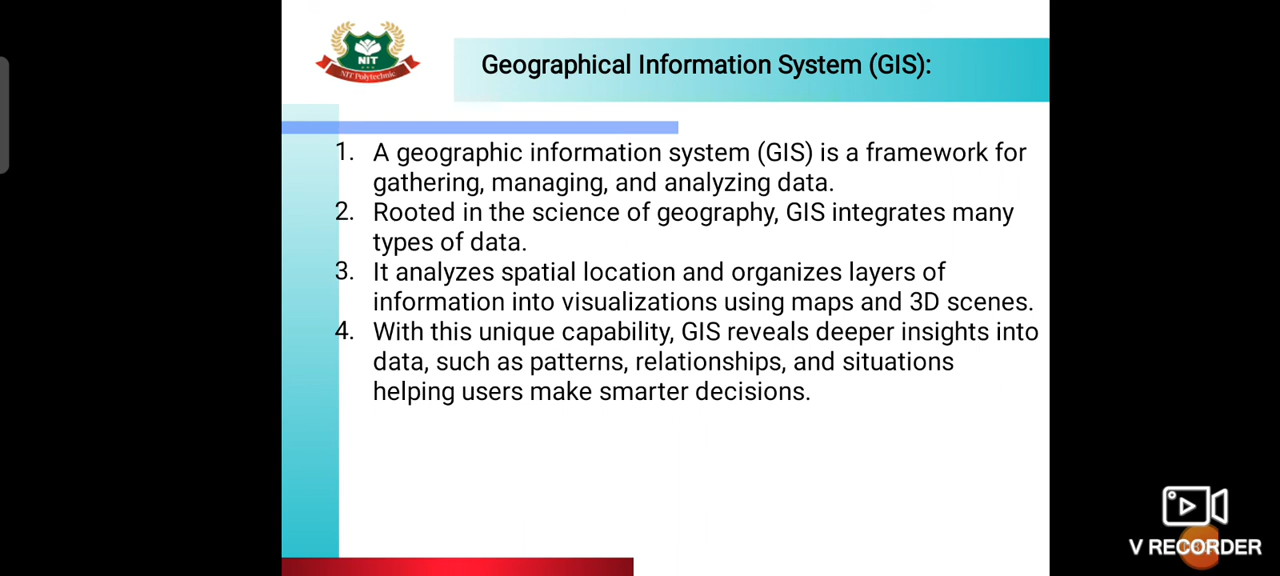 NIT
NIT Polytechnic
Geographical Information System (GIS):
1. A geographic information system (GIS) is a framework for
gathering, managing, and analyzing data.
2. Rooted in the science of geography, GIS integrates many
types of data.
3. It analyzes spatial location and organizes layers of
information into visualizations using maps and 3D scenes.
4. With this unique capability, GIS reveals deeper insights into
data, such as patterns, relationships, and situations
helping users make smarter decisions.
V RECORDER